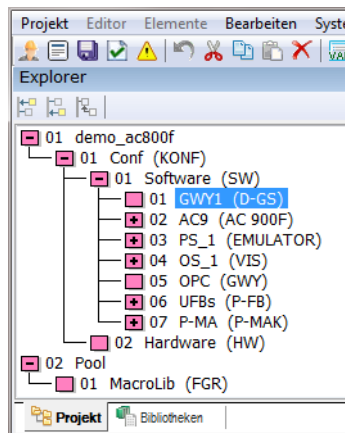 Projekt Editor Elemente Bearbeiten
Explorer
01 demo_ac800f
01 Conf (KONF)
01 Software (SW)
01 GWY1 (D-GS)
02 AC9 (AC 900F)
03 PS_1 (EMULATOR)
04 OS_1 (VIS)
05 OPC (GWY)
06 UFBs (P-FB)
07 P-MA (P-MAK)
02 Hardware (HW)
02 Pool
01 MacroLib (FGR)
Projekt Bibliotheken